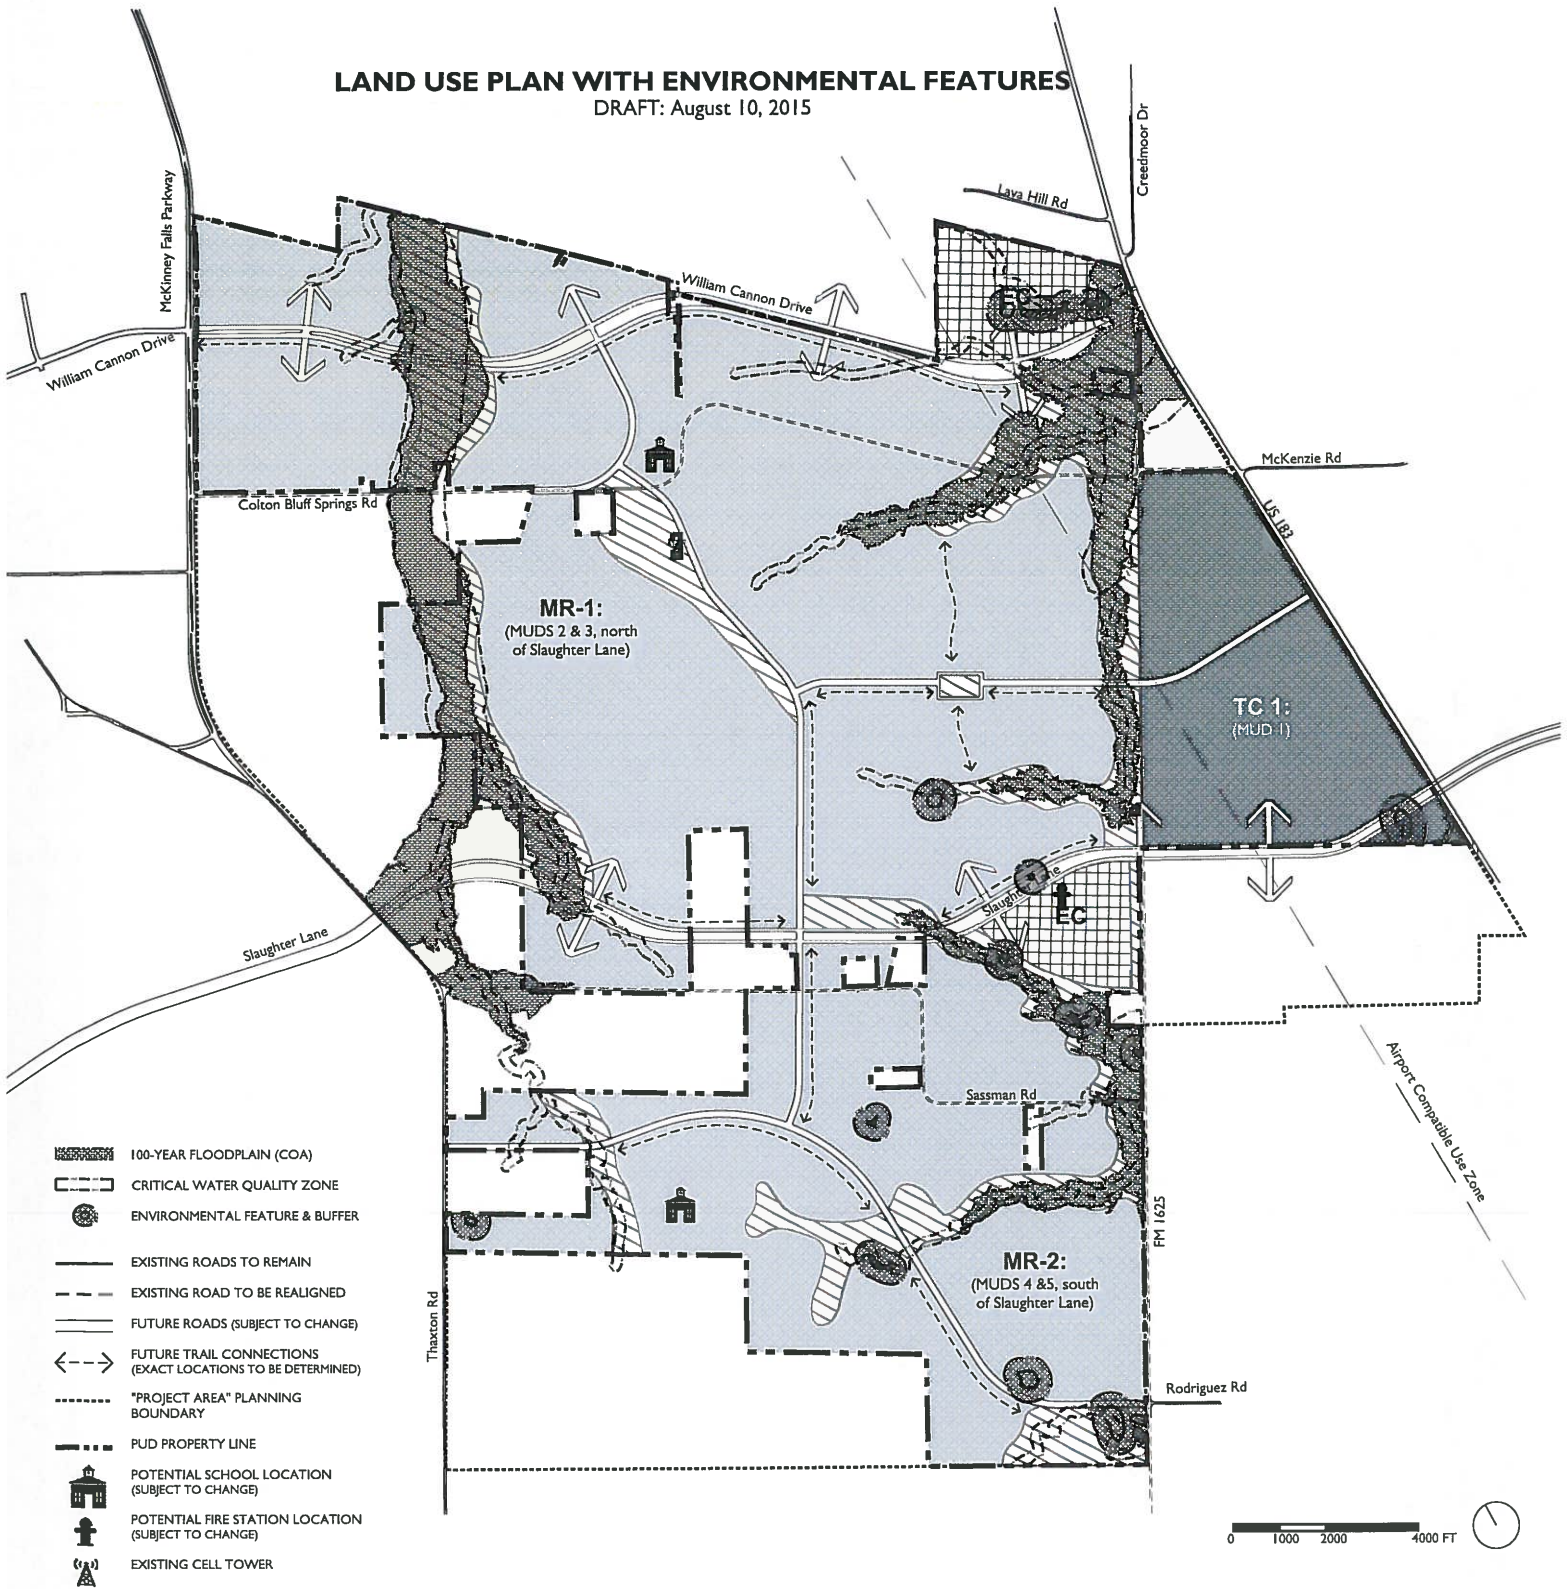 LAND USE PLAN WITH ENVIRONMENTAL FEATURES
DRAFT: August 10, 2015
Creedmoor Dr
Lava Hill Rd
McKinney Falls Parkway
William Cannon Drive
William Cannon Drive
EC
McKenzie Rd
US 183
Colton Bluff Springs Rd
MR-1:
(MUDS 2 & 3, north
of Slaughter Lane)
TC 1:
(MUD 1)
Slaughter Lane
EC
Slaughter Lane
Airport Compatible Use Zone
Sassman Rd
FM 1625
MR-2:
(MUDS 4 &5, south
of Slaughter Lane)
Thaxton Rd
Rodriguez Rd
100-YEAR FLOODPLAIN (COA)
CRITICAL WATER QUALITY ZONE
ENVIRONMENTAL FEATURE & BUFFER
EXISTING ROADS TO REMAIN
EXISTING ROAD TO BE REALIGNED
FUTURE ROADS (SUBJECT TO CHANGE)
FUTURE TRAIL CONNECTIONS
(EXACT LOCATIONS TO BE DETERMINED)
"PROJECT AREA" PLANNING
BOUNDARY
PUD PROPERTY LINE
POTENTIAL SCHOOL LOCATION
(SUBJECT TO CHANGE)
POTENTIAL FIRE STATION LOCATION
(SUBJECT TO CHANGE)
EXISTING CELL TOWER
0 1000 2000 4000 FT